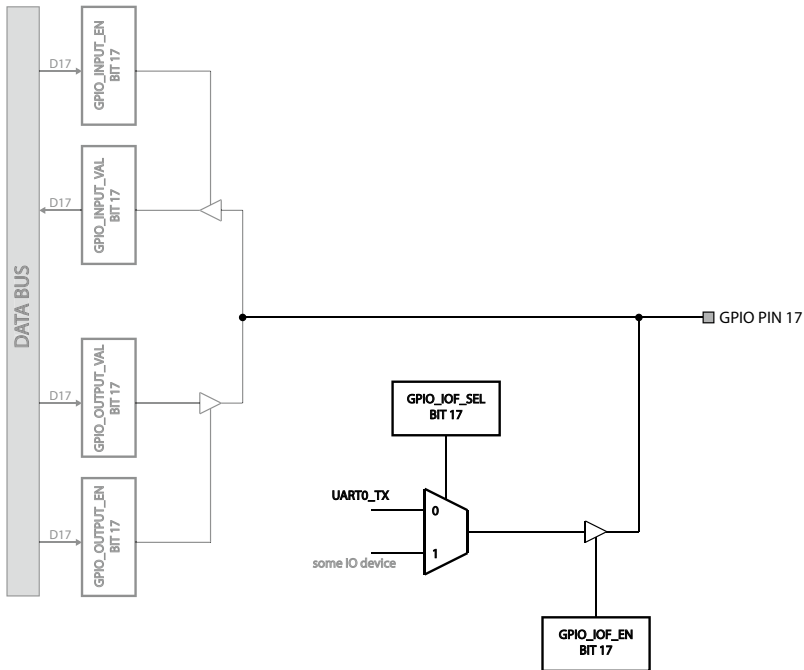 D17
GPIO_INPUT_EN
BIT 17
D17
GPIO_INPUT_VAL
BIT 17
DATA BUS
GPIO PIN 17
D17
GPIO_OUTPUT_VAL
BIT 17
GPIO_IOF_SEL
BIT 17
UART0_TX
0
1
some IO device
D17
GPIO_OUTPUT_EN
BIT 17
GPIO_IOF_EN
BIT 17